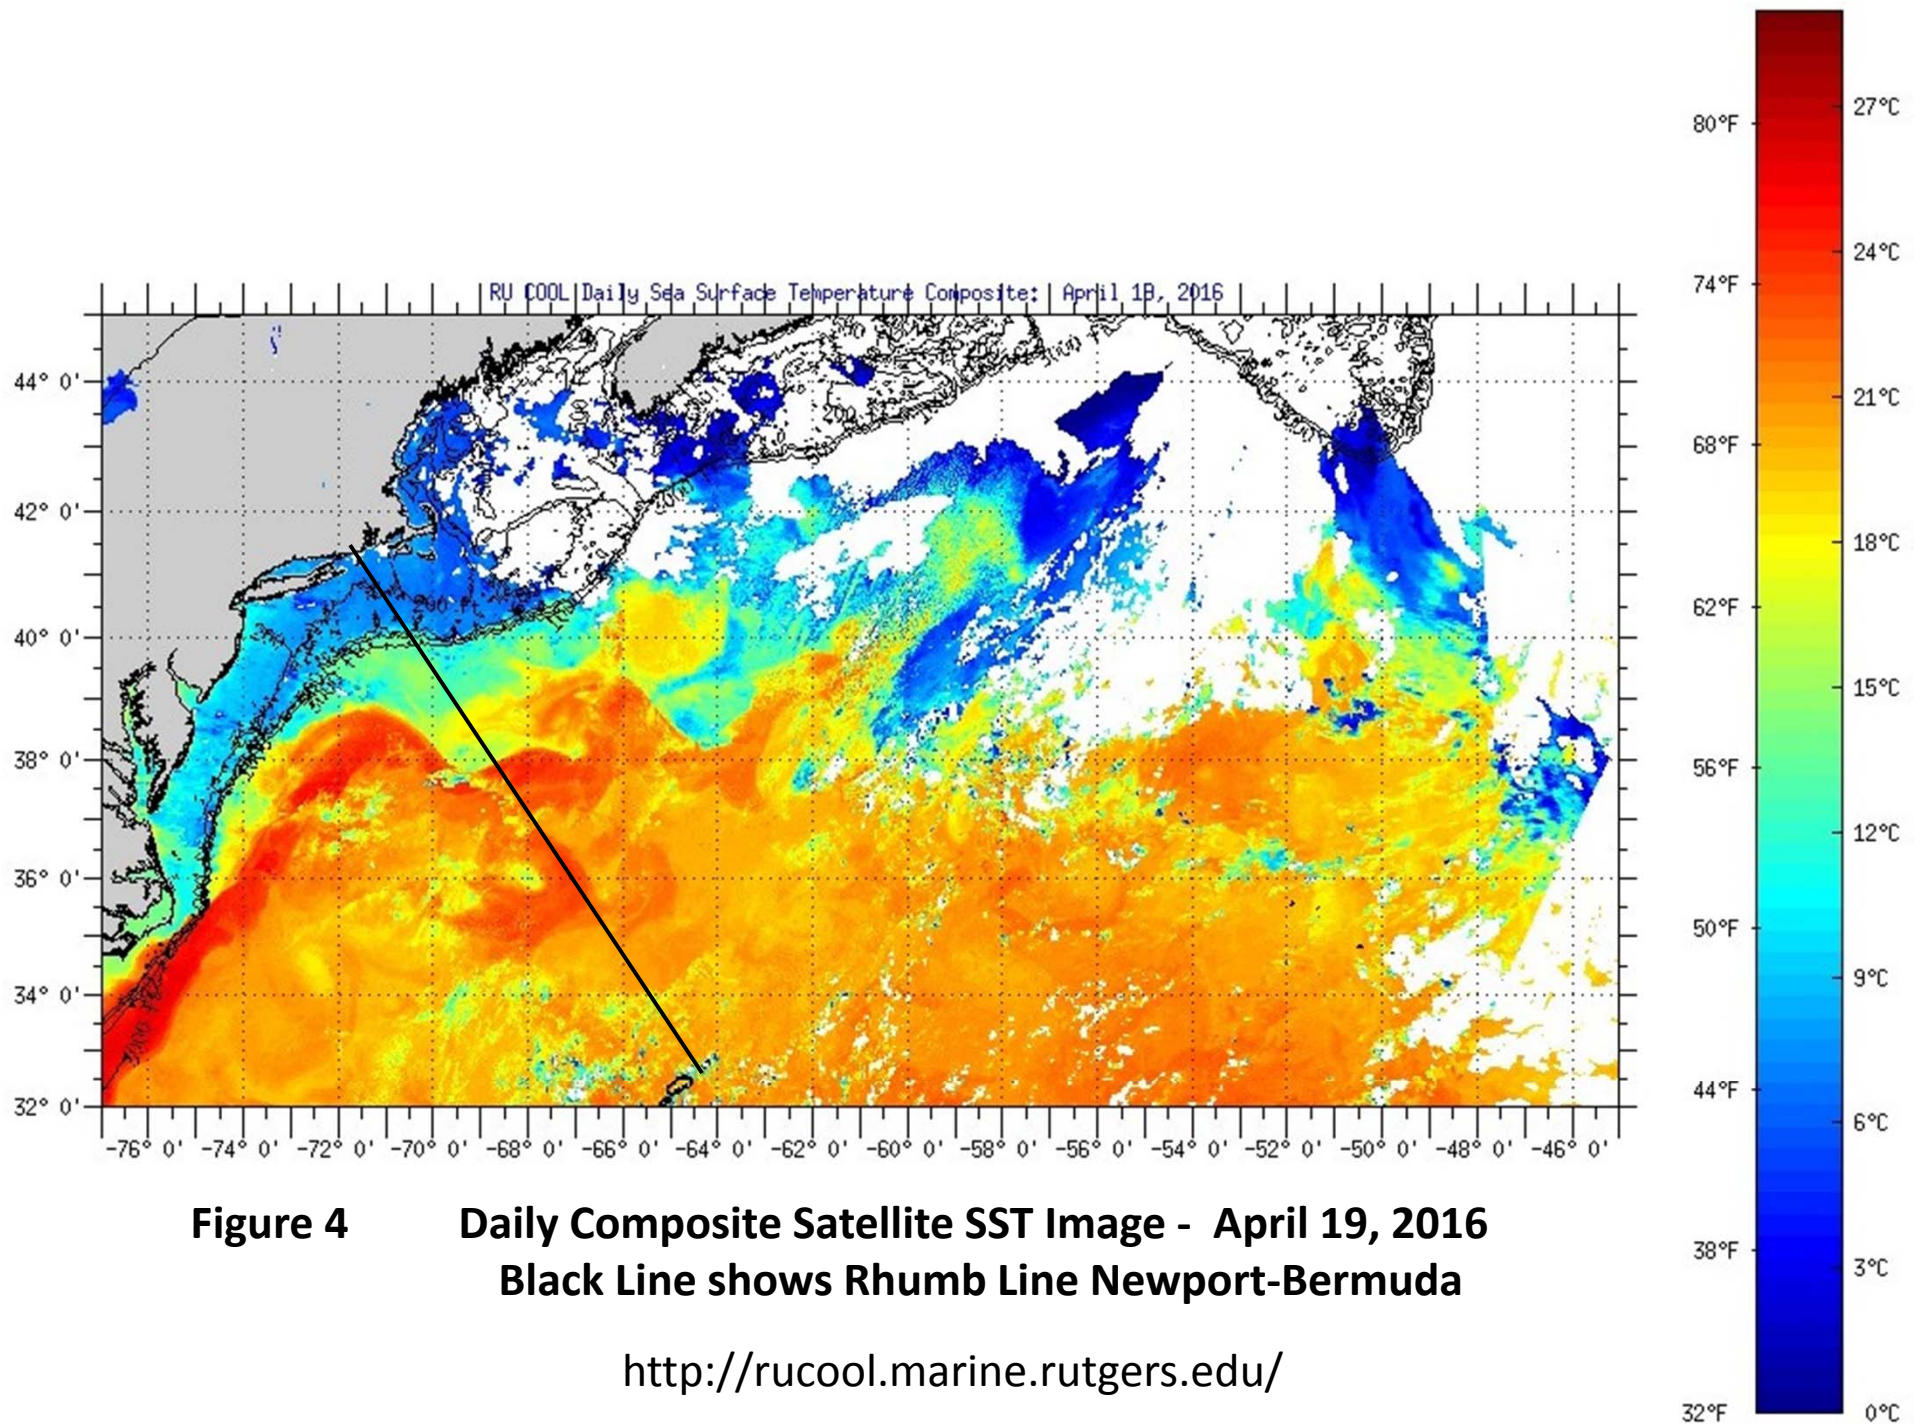 RU COOL Daily Sea Surface Temperature Composite: April 19, 2016
80°F
74°F
68°F
62°F
56°F
50°F
44°F
38°F
32°F
27°C
24°C
21°C
18°C
15°C
12°C
9°C
6°C
3°C
0°C
44° 0'
42° 0'
40° 0'
38° 0'
36° 0'
34° 0'
32° 0'
200
200 ft
-76° 0' -74° 0' -72° 0' -70° 0' -68° 0' -66° 0' -64° 0' -62° 0' -60° 0' -58° 0' -56° 0' -54° 0' -52° 0' -50° 0' -48° 0' -46° 0'
Figure 4 Daily Composite Satellite SST Image - April 19, 2016
Black Line shows Rhumb Line Newport-Bermuda
http://rucool.marine.rutgers.edu/